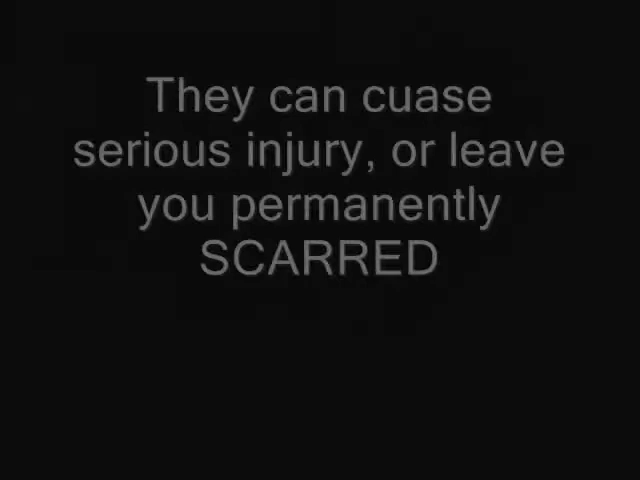 They can cuase
serious injury, or leave
you permanently
SCARRED